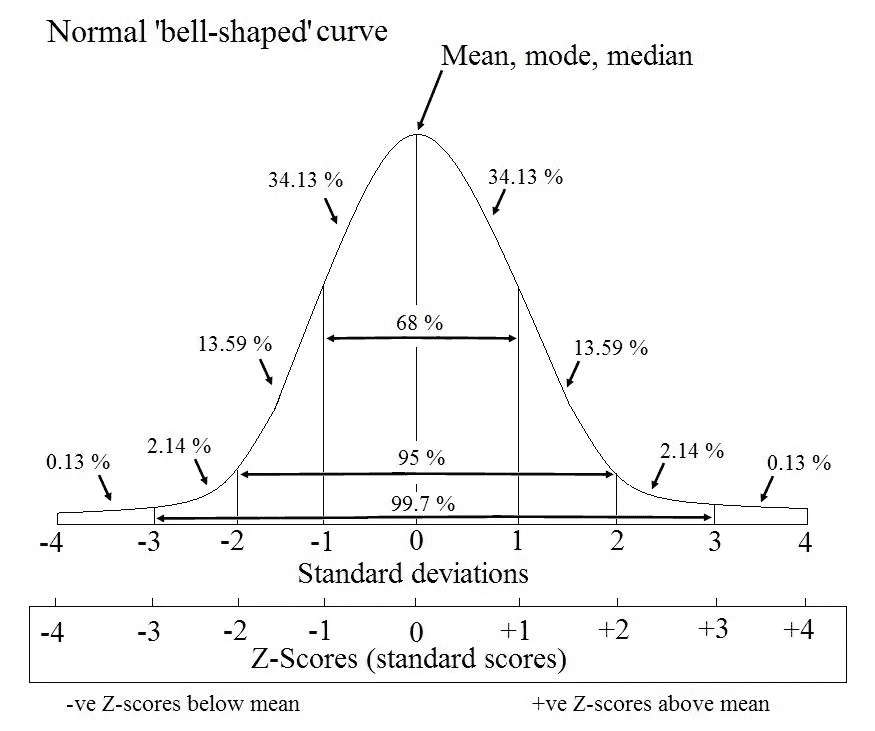 Normal 'bell-shaped' curve
Mean, mode, median
34.13 %
34.13 %
68 %
13.59 %
13.59 %
0.13 %
2.14 %
95 %
2.14 %
0.13 %
99.7 %
-4 -3 -2 -1 0 1 2 3 4
Standard deviations
-4 -3 -2 -1 0 +1 +2 +3 +4
Z-Scores (standard scores)
-ve Z-scores below mean
+ve Z-scores above mean